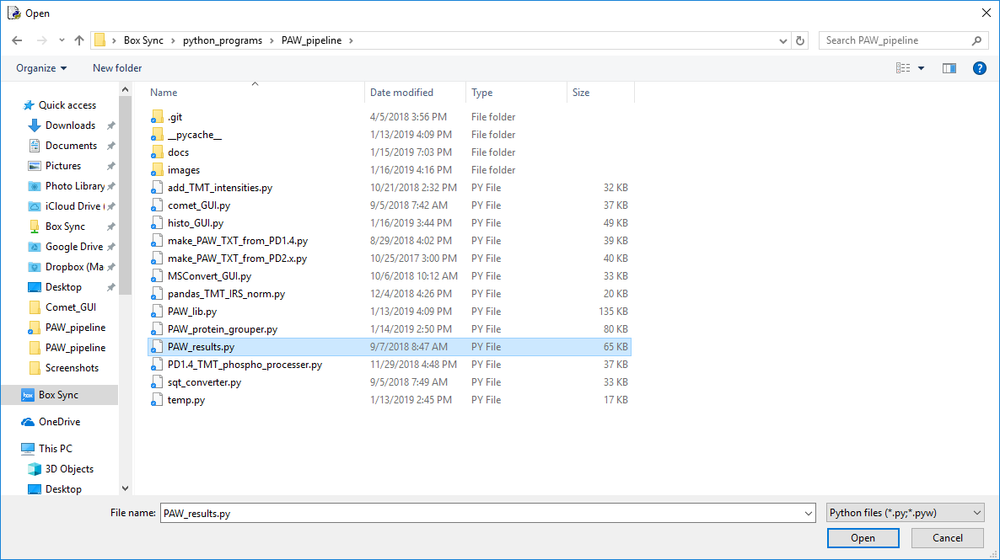 Open
Box Sync > python_programs > PAW_pipeline >
Search PAW_pipeline
Organize
New folder
Name
Date modified
Type
Size
Quick access
Downloads
Documents
Pictures
Photo Library
iCloud Drive (
Box Sync
Google Drive
Dropbox (Ma
Desktop
Comet_GUI
PAW_pipeline
PAW_pipeline
Screenshots
Box Sync
OneDrive
This PC
3D Objects
Desktop
.git 4/5/2018 3:56 PM File folder
__pycache__ 1/13/2019 4:09 PM File folder
docs 1/15/2019 7:03 PM File folder
images 1/16/2019 4:16 PM File folder
add_TMT_intensities.py 10/21/2018 2:32 PM PY File 32 KB
comet_GUI.py 9/5/2018 7:42 AM PY File 37 KB
histo_GUI.py 1/16/2019 3:44 PM PY File 49 KB
make_PAW_TXT_from_PD1.4.py 8/29/2018 4:02 PM PY File 39 KB
make_PAW_TXT_from_PD2.x.py 10/25/2017 3:00 PM PY File 40 KB
MSConvert_GUI.py 10/6/2018 10:12 AM PY File 33 KB
pandas_TMT_IRS_norm.py 12/4/2018 4:26 PM PY File 20 KB
PAW_lib.py 1/13/2019 4:09 PM PY File 135 KB
PAW_protein_grouper.py 1/14/2019 2:50 PM PY File 80 KB
PAW_results.py 9/7/2018 8:47 AM PY File 65 KB
PD1.4_TMT_phospho_processer.py 11/29/2018 4:48 PM PY File 37 KB
sqt_converter.py 9/5/2018 7:49 AM PY File 33 KB
temp.py 1/13/2019 2:45 PM PY File 17 KB
File name: PAW_results.py
Python files (*.py;*.pyw)
Open
Cancel